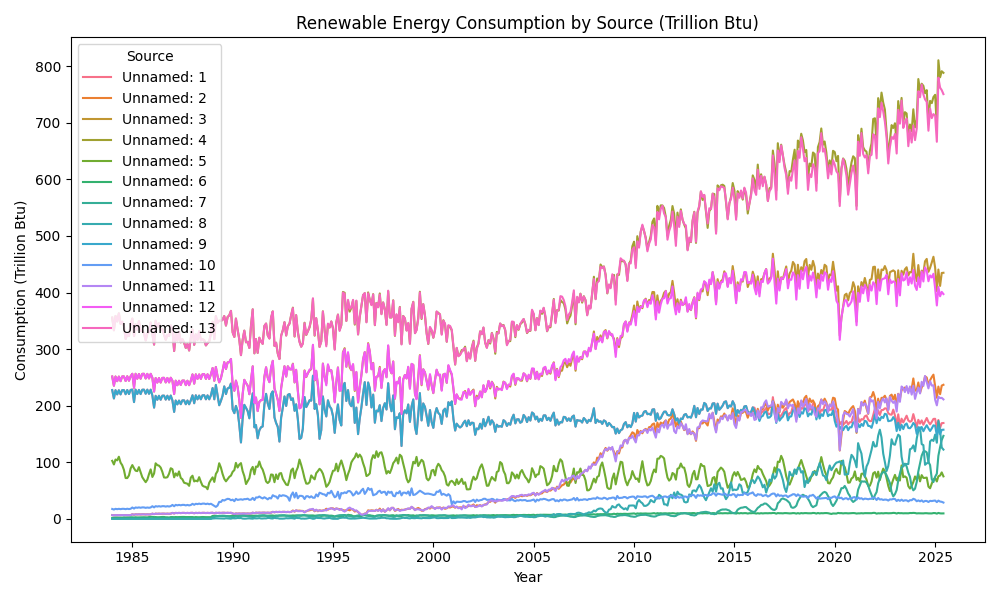 Renewable Energy Consumption by Source (Trillion Btu)
Consumption (Trillion Btu)
800
700
600
500
400
300
200
100
0
Source
Unnamed: 1
Unnamed: 2
Unnamed: 3
Unnamed: 4
Unnamed: 5
Unnamed: 6
Unnamed: 7
Unnamed: 8
Unnamed: 9
Unnamed: 10
Unnamed: 11
Unnamed: 12
Unnamed: 13
1985 1990 1995 2000 2005 2010 2015 2020 2025
Year